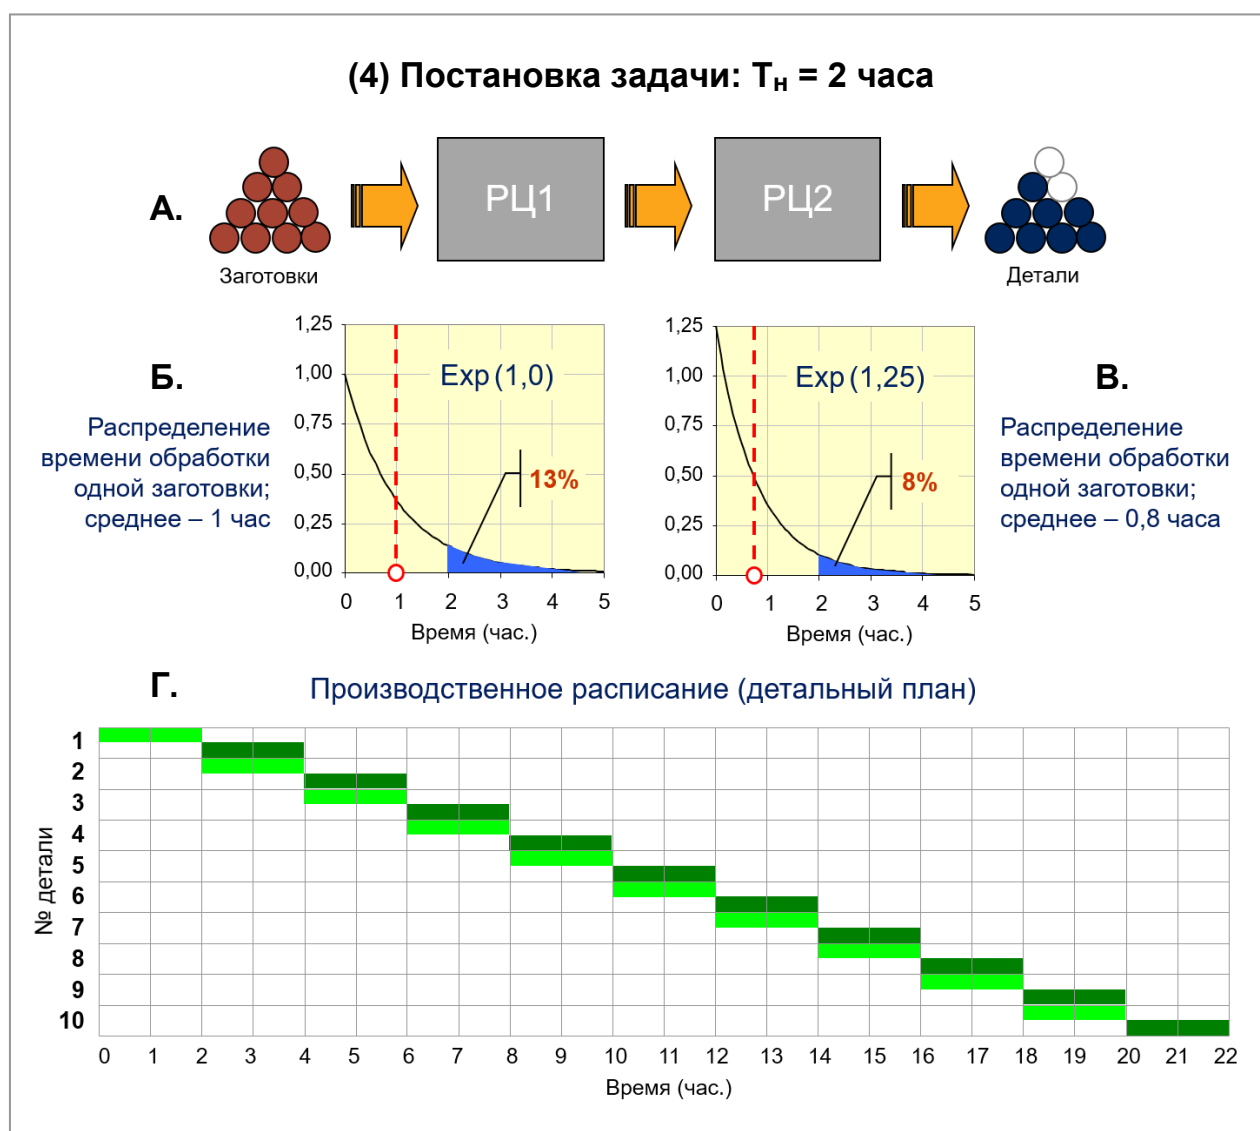 (4) Постановка задачи: Tн = 2 часа
А.
РЦ1
РЦ2
Заготовки
Детали
Б.
Распределение
времени обработки
одной заготовки;
среднее – 1 час
1,25
1,00
0,75
0,50
0,25
0,00
Exp (1,0)
13%
0 1 2 3 4 5
Время (час.)
1,25
1,00
0,75
0,50
0,25
0,00
Exp (1,25)
8%
0 1 2 3 4 5
Время (час.)
В.
Распределение
времени обработки
одной заготовки;
среднее – 0,8 часа
Г.
Производственное расписание (детальный план)
№ детали
1
2
3
4
5
6
7
8
9
10
0 1 2 3 4 5 6 7 8 9 10 11 12 13 14 15 16 17 18 19 20 21 22
Время (час.)